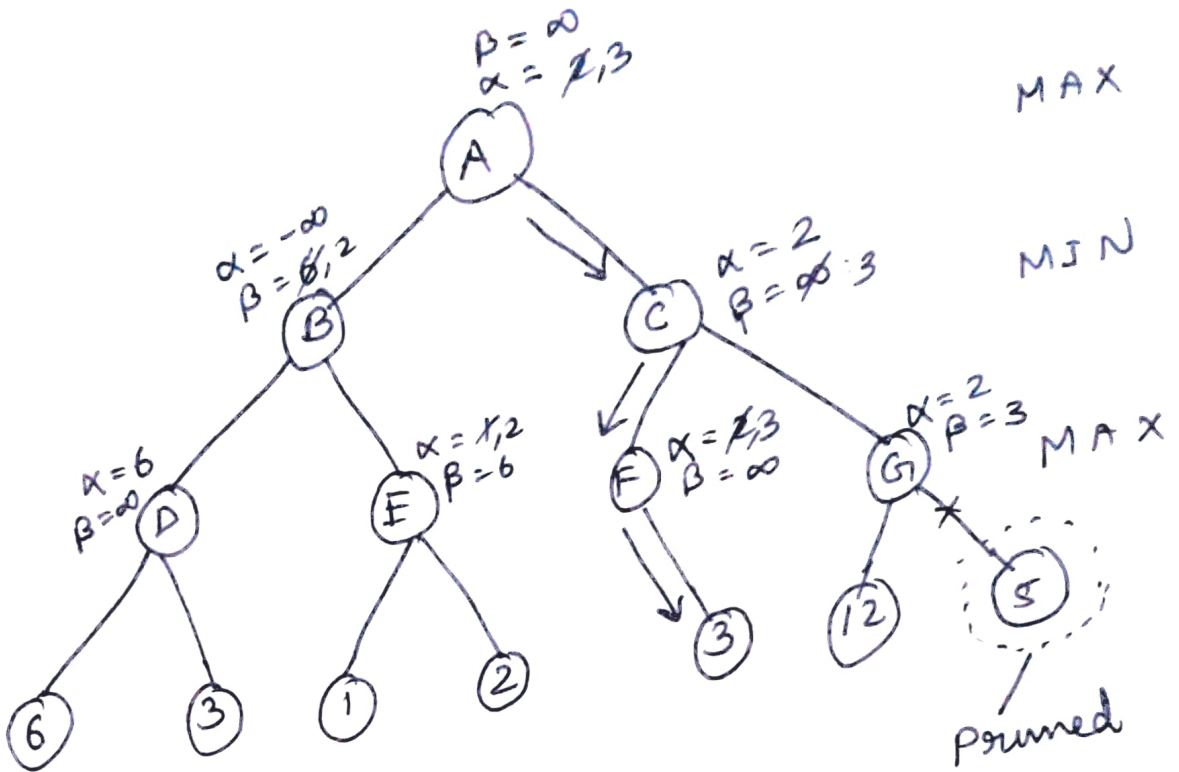 β = ∞
α = 2,3
MAX
A
α = -∞
β = 6,2
MIN
α = 2
β = ∞ 3
B
C
α = 2
β = 3
MAX
α = 6
β = ∞
α = 1,2
β = 6
α = 2,3
β = ∞
D
E
F
G
6
3
1
2
3
12
5
Pruned